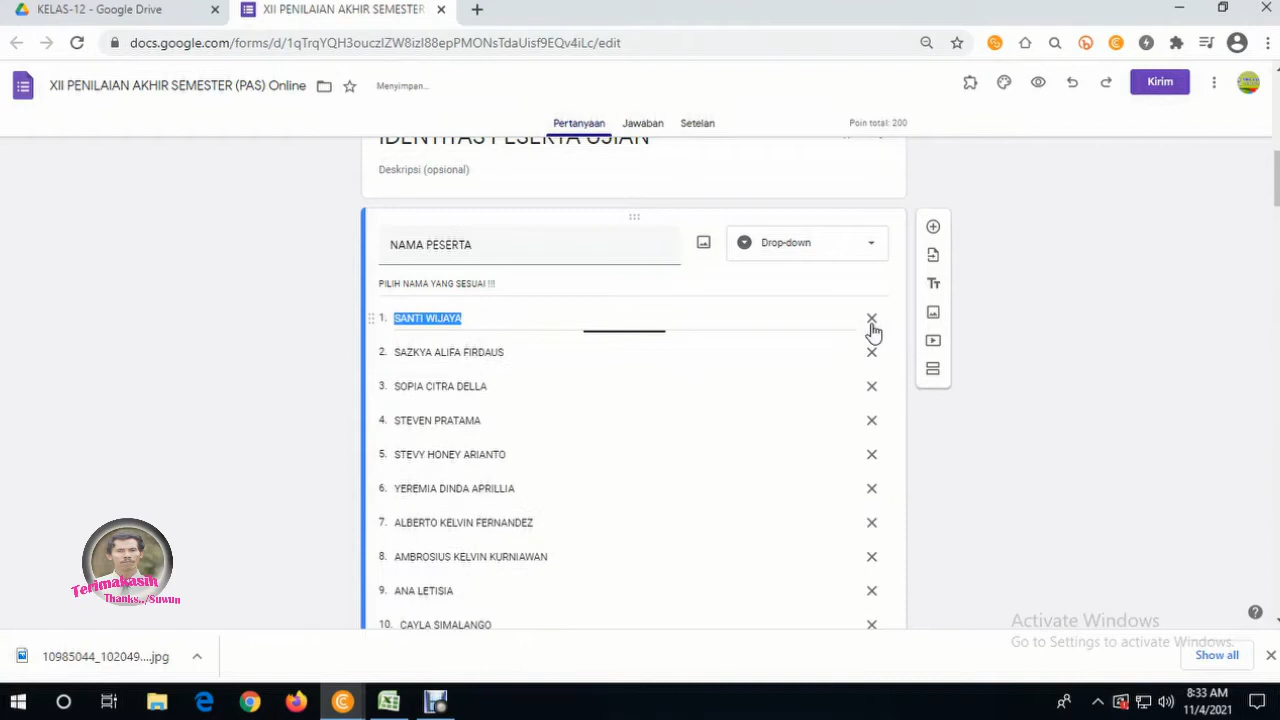 KELAS-12 - Google Drive
XII PENILAIAN AKHIR SEMESTER
docs.google.com/forms/d/1qTrqYQH3ouczlZW8izI88epPMONsTdaUisf9EQv4iLc/edit
XII PENILAIAN AKHIR SEMESTER (PAS) Online
Menyimpan...
Kirim
Pertanyaan
Jawaban
Setelan
Poin total: 200
IDENTITAS PESERTA UJIAN
Deskripsi (opsional)
NAMA PESERTA
Drop-down
PILIH NAMA YANG SESUAI !!!
1. SANTI WIJAYA
2. SAZKYA ALIFA FIRDAUS
3. SOPIA CITRA DELLA
4. STEVEN PRATAMA
5. STEVY HONEY ARIANTO
6. YEREMIA DINDA APRILLIA
7. ALBERTO KELVIN FERNANDEZ
8. AMBROSIUS KELVIN KURNIAWAN
9. ANA LETISIA
10. CAYLA SIMALANGO
Terimakasih
Thanks../Suwun
Activate Windows
Go to Settings to activate Windows.
10985044_102049....jpg
Show all
8:33 AM
11/4/2021